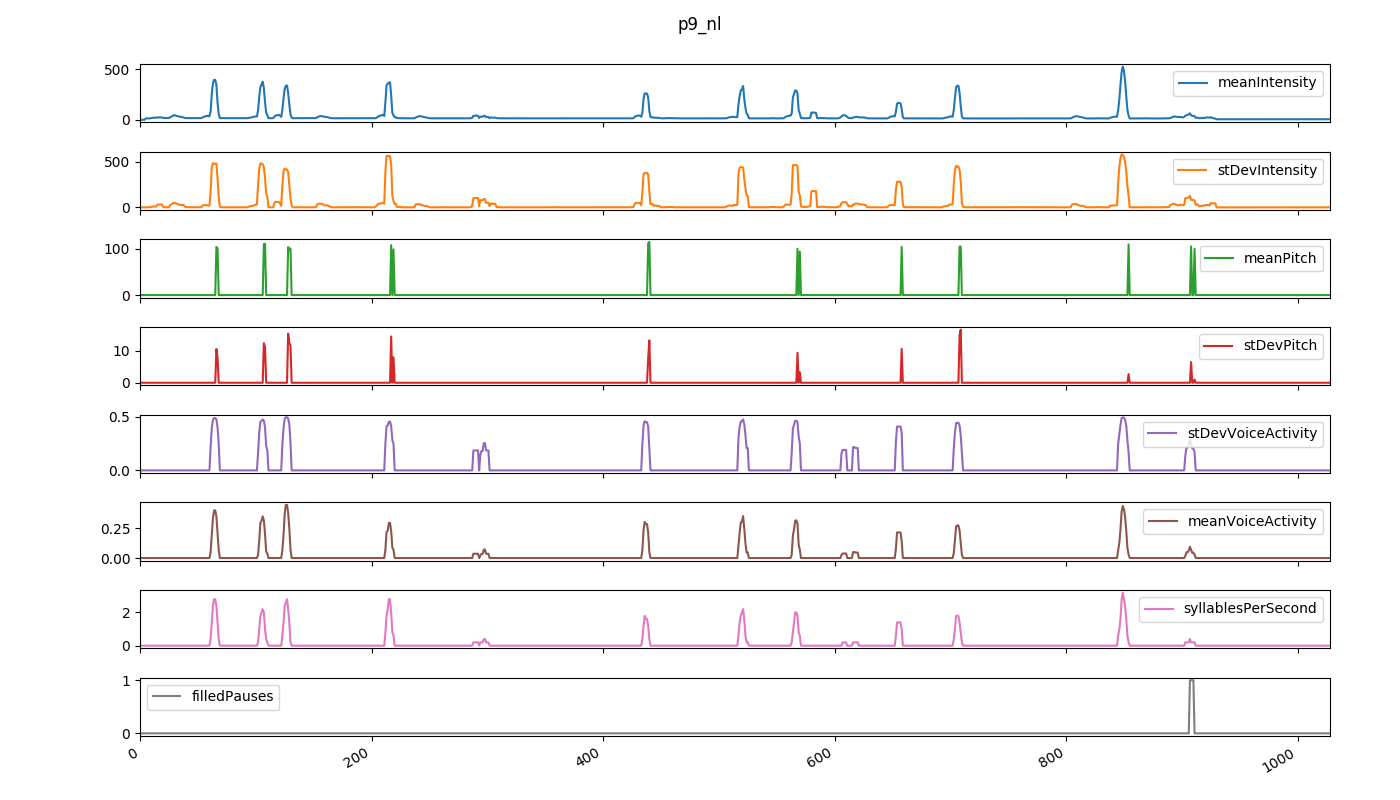 p9_nl
500
0
meanIntensity
500
0
stDevIntensity
100
0
meanPitch
10
0
stDevPitch
0.5
0.0
stDevVoiceActivity
0.25
0.00
meanVoiceActivity
2
0
syllablesPerSecond
1
0
filledPauses
0 200 400 600 800 1000